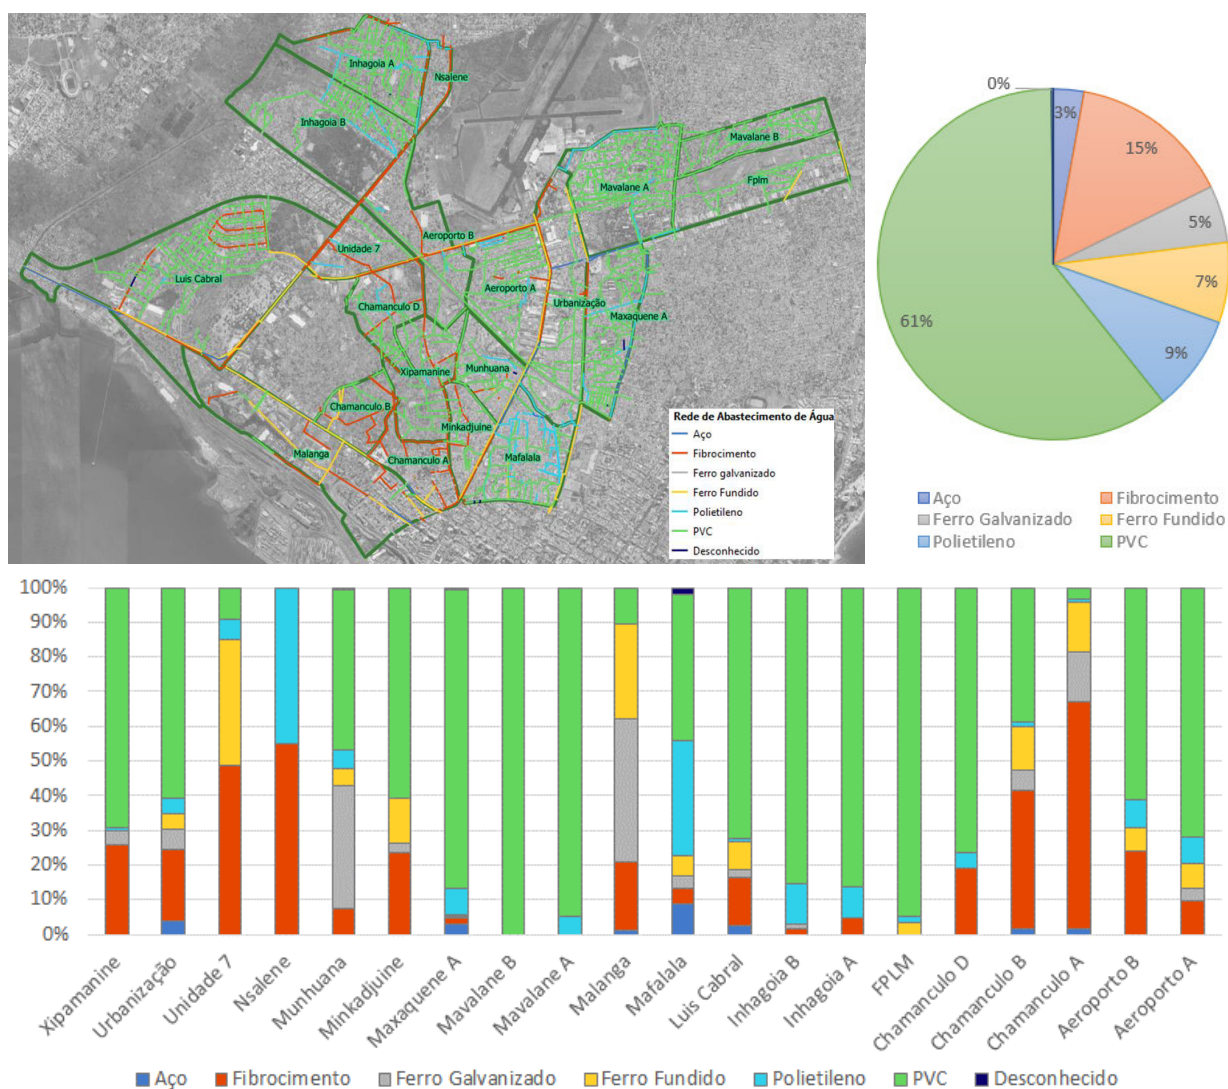 Inhagoia A
Nsalene
Inhagoia B
Mavalane B
Mavalane A
Fplm
Aeroporto B
Unidade 7
Luis Cabral
Aeroporto A
Chamanculo D
Urbanização
Maxaquene A
Xipamanine
Munhuana
Chamanculo B
Minkadjuine
Malanga
Chamanculo A
Mafalala
Rede de Abastecimento de Água
Aço
Fibrocimento
Ferro galvanizado
Ferro Fundido
Polietileno
PVC
Desconhecido
0%
3%
15%
5%
7%
9%
61%
Aço Fibrocimento
Ferro Galvanizado Ferro Fundido
Polietileno PVC
100%
90%
80%
70%
60%
50%
40%
30%
20%
10%
0%
Xipamanine
Urbanização
Unidade 7
Nsalene
Munhuana
Minkadjuine
Maxaquene A
Mavalane B
Mavalane A
Malanga
Mafalala
Luis Cabral
Inhagoia B
Inhagoia A
FPLM
Chamanculo D
Chamanculo B
Chamanculo A
Aeroporto B
Aeroporto A
Aço Fibrocimento Ferro Galvanizado Ferro Fundido Polietileno PVC Desconhecido